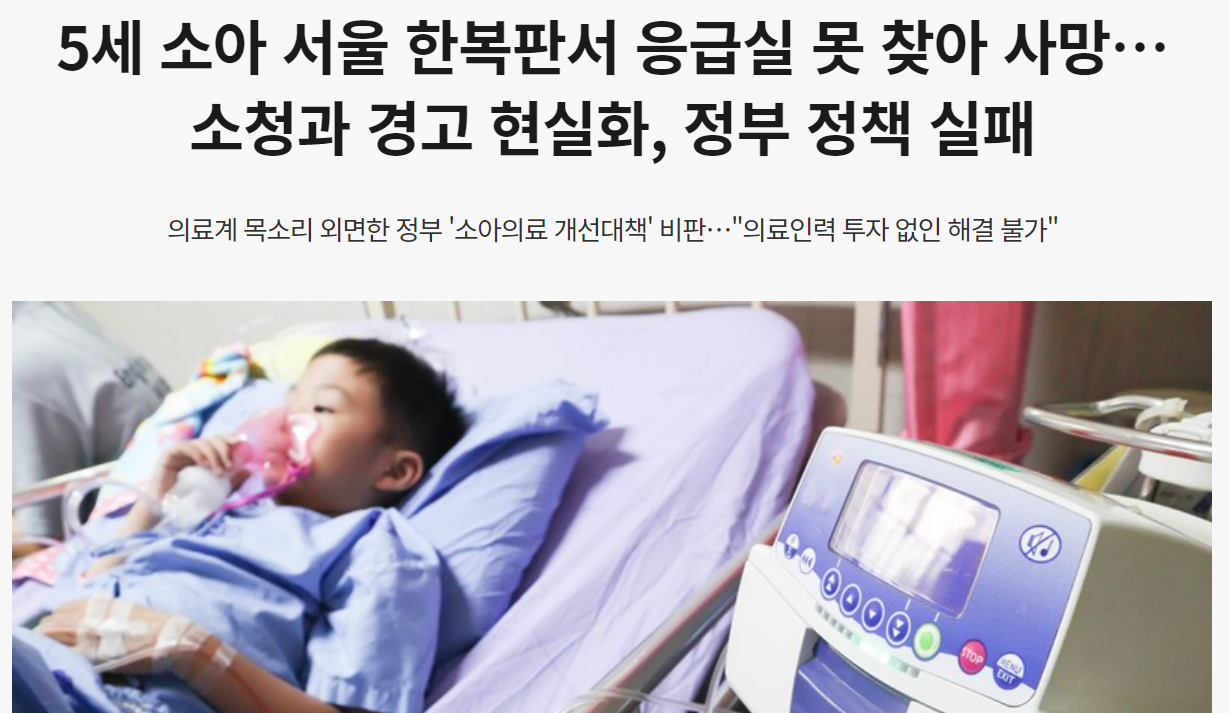 5세 소아 서울 한복판서 응급실 못 찾아 사망…
소청과 경고 현실화, 정부 정책 실패
의료계 목소리 외면한 정부 '소아의료 개선대책' 비판…"의료인력 투자 없인 해결 불가"
STOP
MENU
EXIT